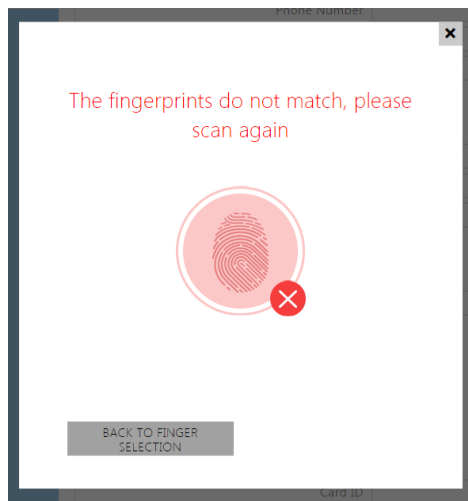 Phone Number
The fingerprints do not match, please
scan again
BACK TO FINGER
SELECTION
Card ID